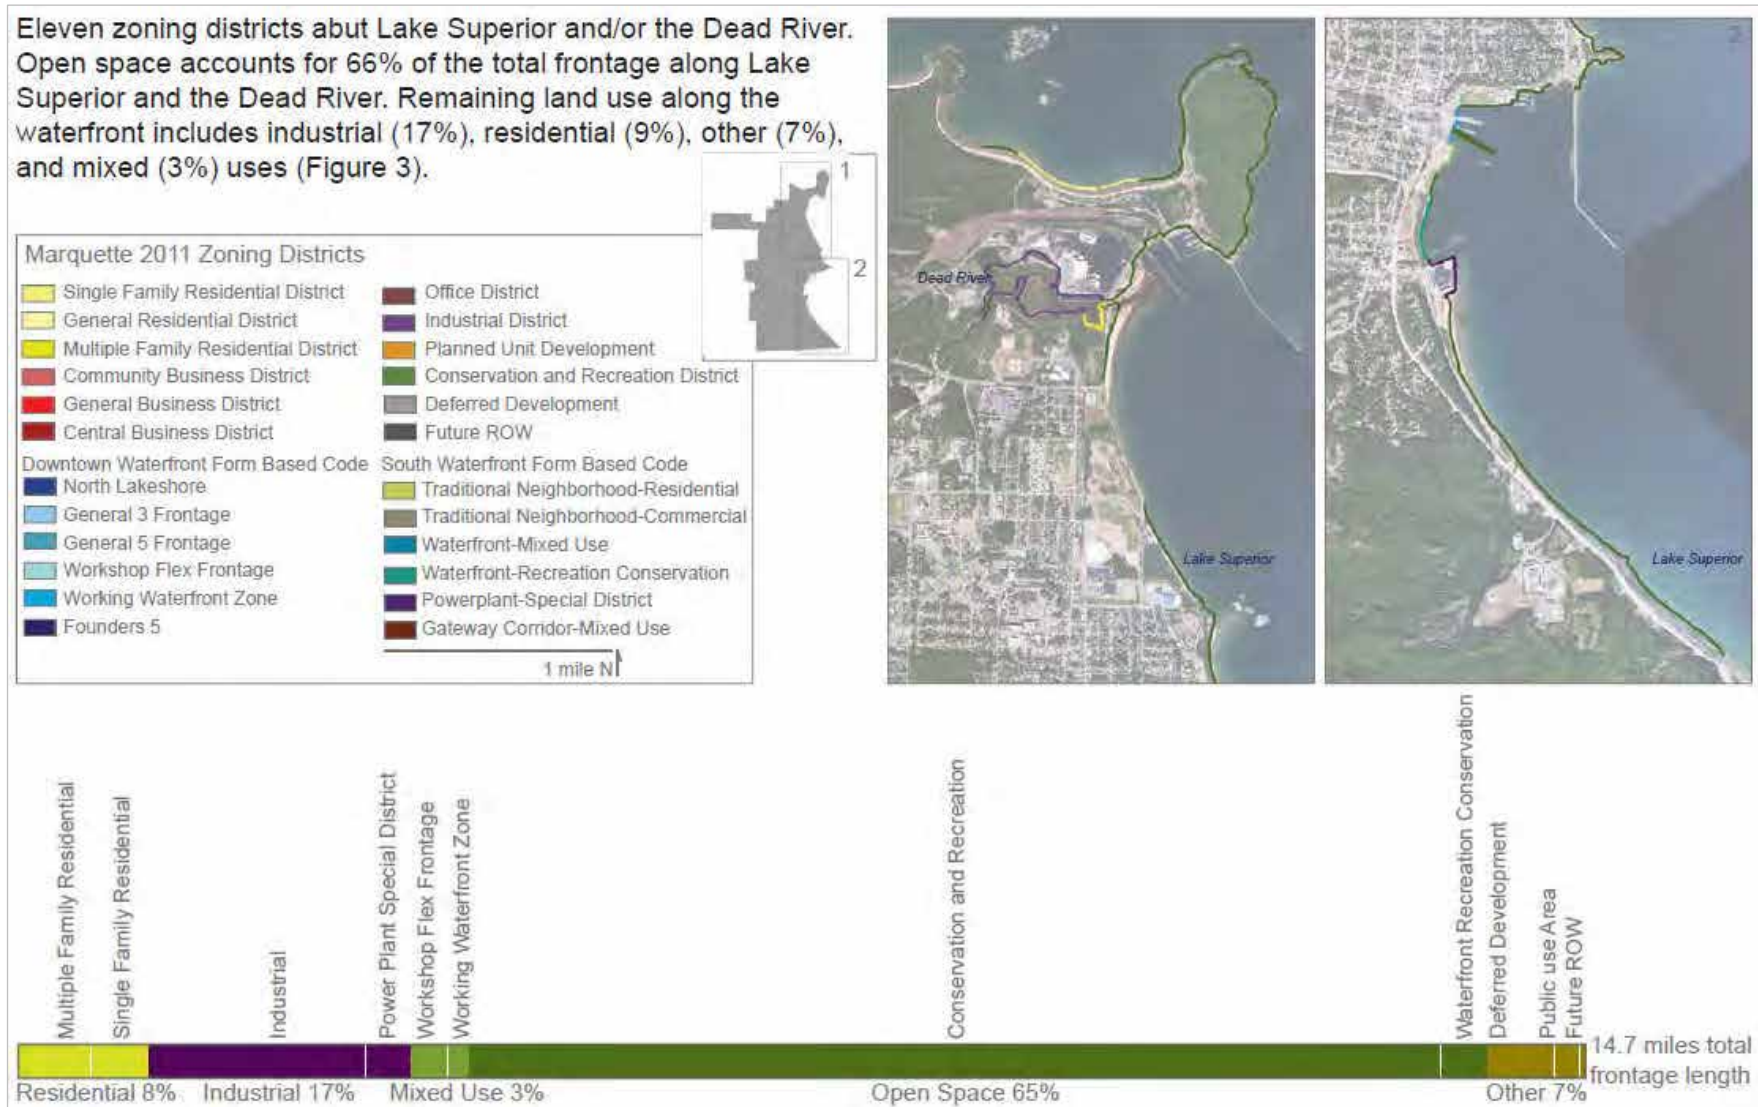 Eleven zoning districts abut Lake Superior and/or the Dead River.
Open space accounts for 66% of the total frontage along Lake
Superior and the Dead River. Remaining land use along the
waterfront includes industrial (17%), residential (9%), other (7%),
and mixed (3%) uses (Figure 3).
1
2
Marquette 2011 Zoning Districts
Single Family Residential District
General Residential District
Multiple Family Residential District
Community Business District
General Business District
Central Business District
Downtown Waterfront Form Based Code
North Lakeshore
General 3 Frontage
General 5 Frontage
Workshop Flex Frontage
Working Waterfront Zone
Founders 5
Office District
Industrial District
Planned Unit Development
Conservation and Recreation District
Deferred Development
Future ROW
South Waterfront Form Based Code
Traditional Neighborhood-Residential
Traditional Neighborhood-Commercial
Waterfront-Mixed Use
Waterfront-Recreation Conservation
Powerplant-Special District
Gateway Corridor-Mixed Use
1 mile N
Dead River
Lake Superior
2
Lake Superior
Multiple Family Residential
Single Family Residential
Industrial
Power Plant Special District
Workshop Flex Frontage
Working Waterfront Zone
Conservation and Recreation
Waterfront Recreation Conservation
Deferred Development
Public use Area
Future ROW
14.7 miles total
frontage length
Residential 8%
Industrial 17%
Mixed Use 3%
Open Space 65%
Other 7%